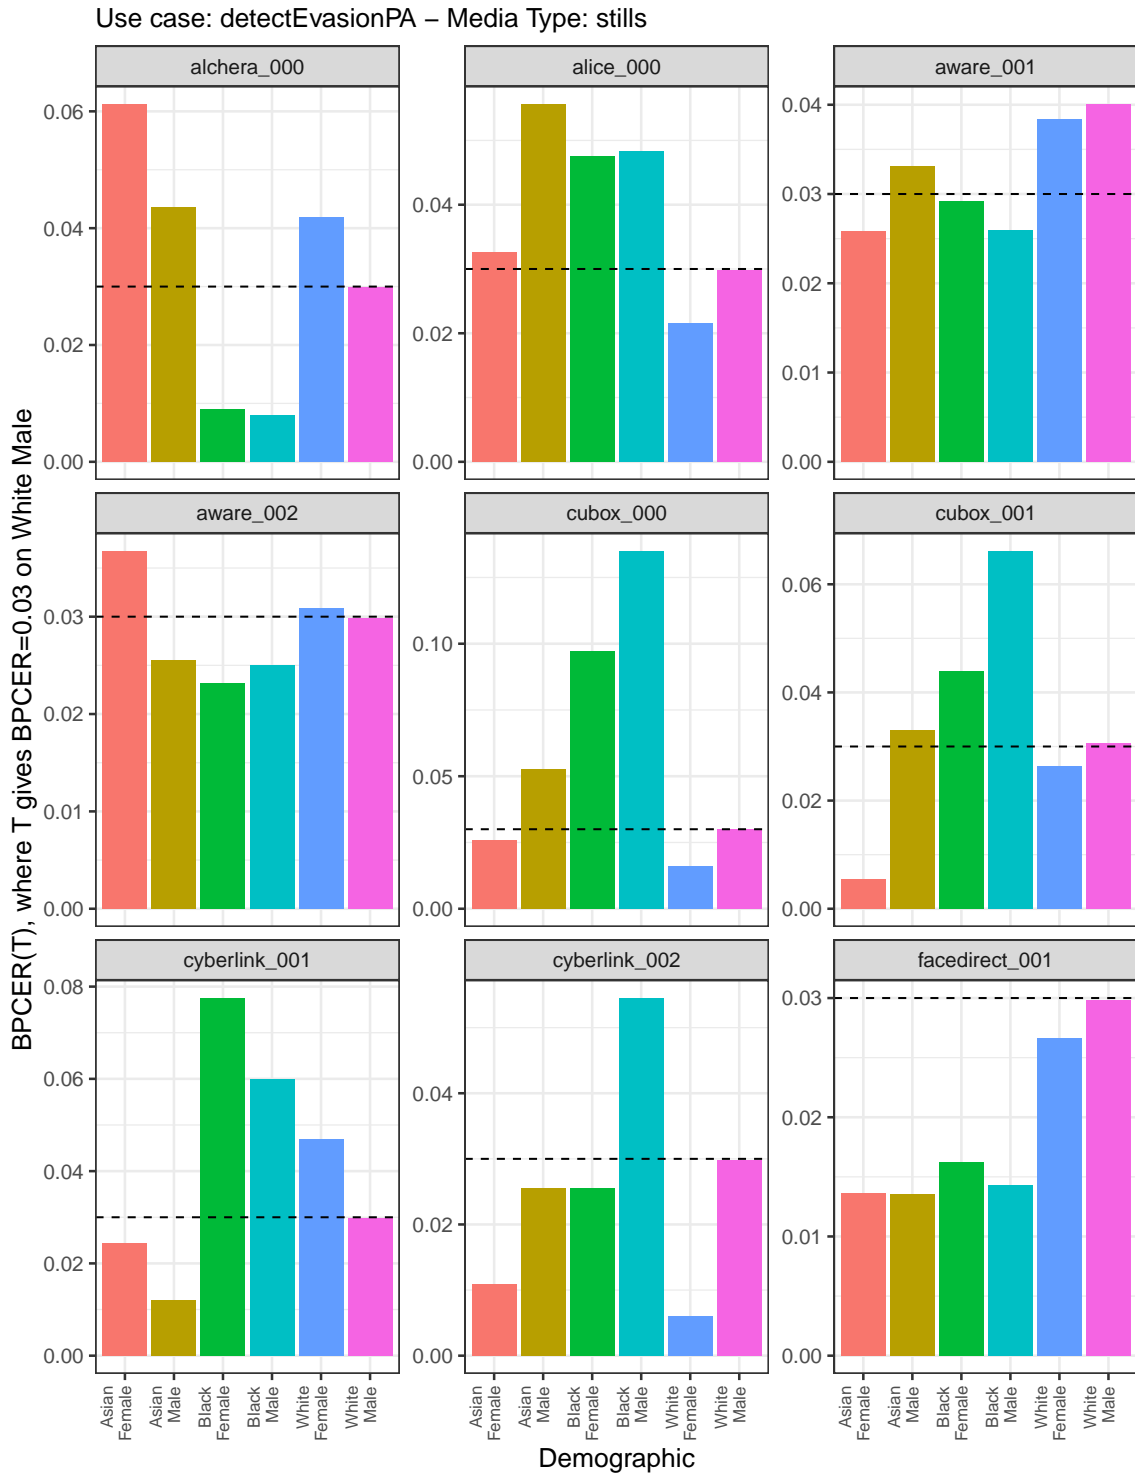 Use case: detectEvasionPA – Media Type: stills
BPCER(T), where T gives BPCER=0.03 on White Male
alchera_000
0.06
0.04
0.02
0.00
alice_000
0.04
0.02
0.00
aware_001
0.04
0.03
0.02
0.01
0.00
aware_002
0.03
0.02
0.01
0.00
cubox_000
0.10
0.05
0.00
cubox_001
0.06
0.04
0.02
0.00
cyberlink_001
0.08
0.06
0.04
0.02
0.00
cyberlink_002
0.04
0.02
0.00
facedirect_001
0.03
0.02
0.01
0.00
Asian
Female
Asian
Male
Black
Female
Black
Male
White
Female
White
Male
Asian
Female
Asian
Male
Black
Female
Black
Male
White
Female
White
Male
Asian
Female
Asian
Male
Black
Female
Black
Male
White
Female
White
Male
Demographic